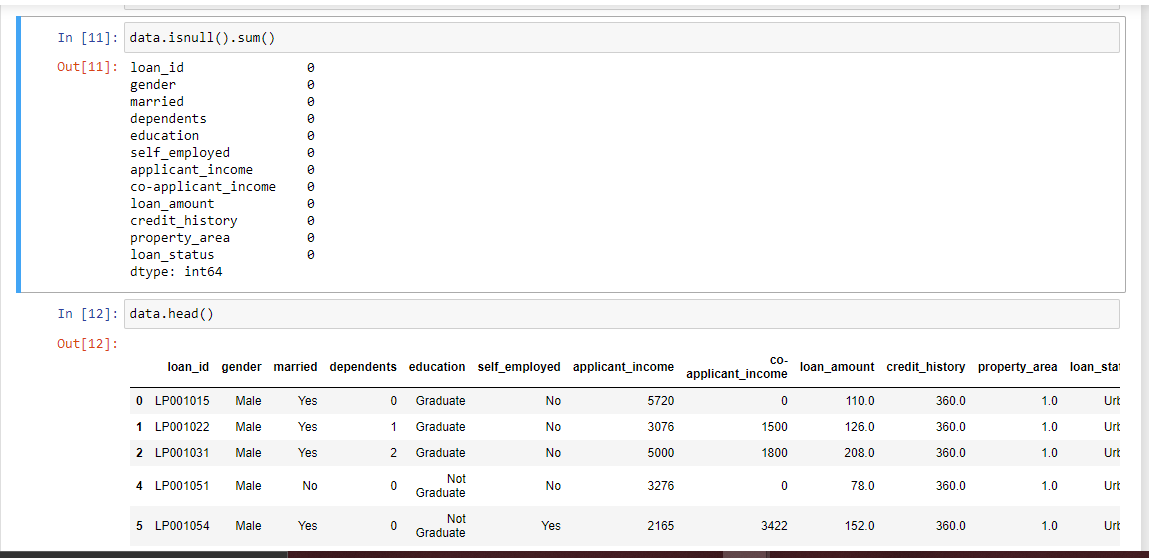 In [11]: data.isnull().sum()
Out[11]: loan_id 0
gender 0
married 0
dependents 0
education 0
self_employed 0
applicant_income 0
co-applicant_income 0
loan_amount 0
credit_history 0
property_area 0
loan_status 0
dtype: int64
In [12]: data.head()
Out[12]:
loan_id gender married dependents education self_employed applicant_income co-applicant_income loan_amount credit_history property_area loan_sta
0 LP001015 Male Yes 0 Graduate No 5720 0 110.0 360.0 1.0 Url
1 LP001022 Male Yes 1 Graduate No 3076 1500 126.0 360.0 1.0 Url
2 LP001031 Male Yes 2 Graduate No 5000 1800 208.0 360.0 1.0 Url
4 LP001051 Male No 0 Not Graduate No 3276 0 78.0 360.0 1.0 Url
5 LP001054 Male Yes 0 Not Graduate Yes 2165 3422 152.0 360.0 1.0 Url